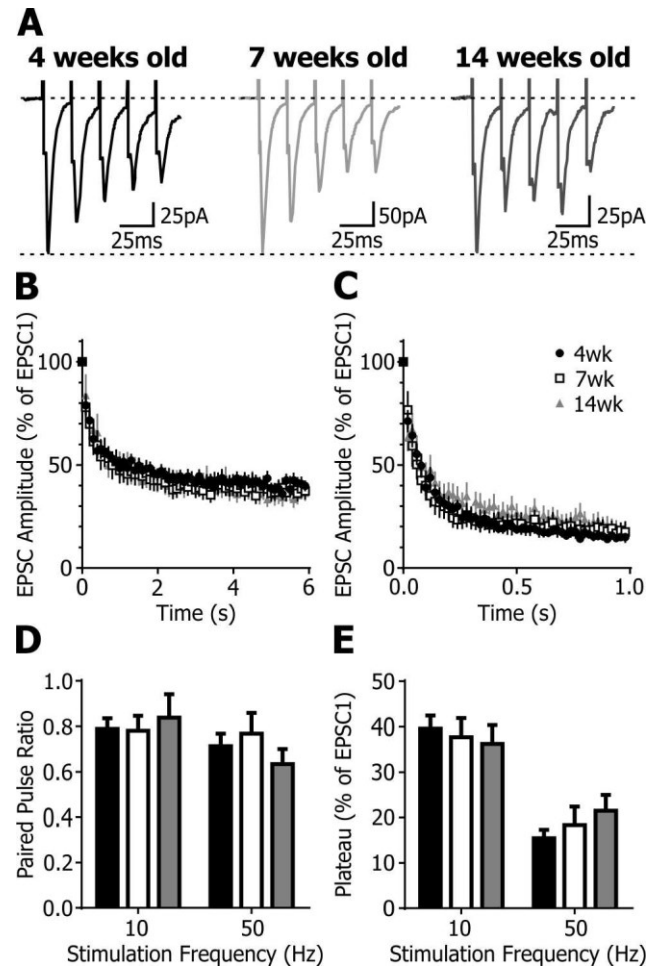 A
4 weeks old 7 weeks old 14 weeks old
25pA 50pA 25pA
25ms 25ms 25ms
B C
EPSC Amplitude (% of EPSC1)
100
50
0
0 2 4 6
Time (s)
EPSC Amplitude (% of EPSC1)
100
50
0
0.0 0.5 1.0
Time (s)
4wk
7wk
14wk
D E
Paired Pulse Ratio
1.0
0.8
0.6
0.4
0.2
0.0
10 50
Stimulation Frequency (Hz)
Plateau (% of EPSC1)
50
40
30
20
10
0
10 50
Stimulation Frequency (Hz)